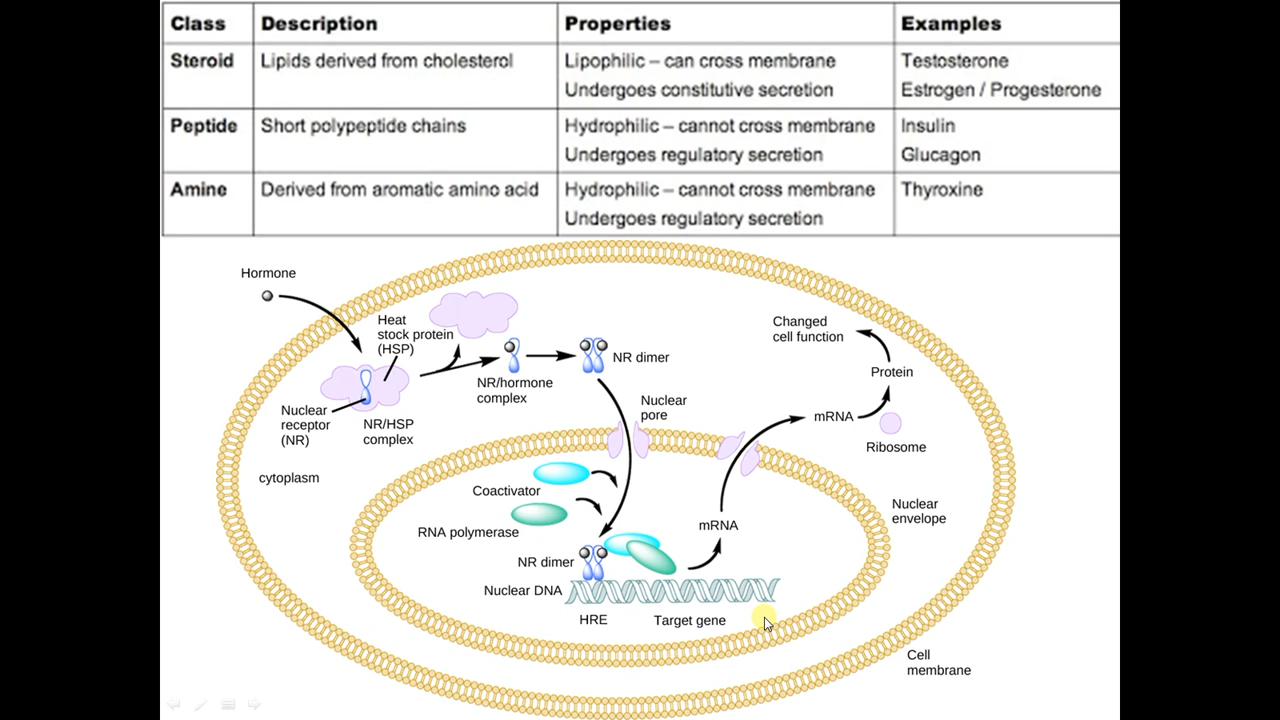 Class Description Properties Examples
Steroid Lipids derived from cholesterol Lipophilic – can cross membrane Testosterone
Undergoes constitutive secretion Estrogen / Progesterone
Peptide Short polypeptide chains Hydrophilic – cannot cross membrane Insulin
Undergoes regulatory secretion Glucagon
Amine Derived from aromatic amino acid Hydrophilic – cannot cross membrane Thyroxine
Undergoes regulatory secretion
Hormone
Heat
stock protein
(HSP)
Nuclear
receptor
(NR)
NR/HSP
complex
NR/hormone
complex
NR dimer
Nuclear
pore
Changed
cell function
Protein
mRNA
Ribosome
cytoplasm
Coactivator
RNA polymerase
mRNA
Nuclear
envelope
NR dimer
Nuclear DNA
HRE
Target gene
Cell
membrane